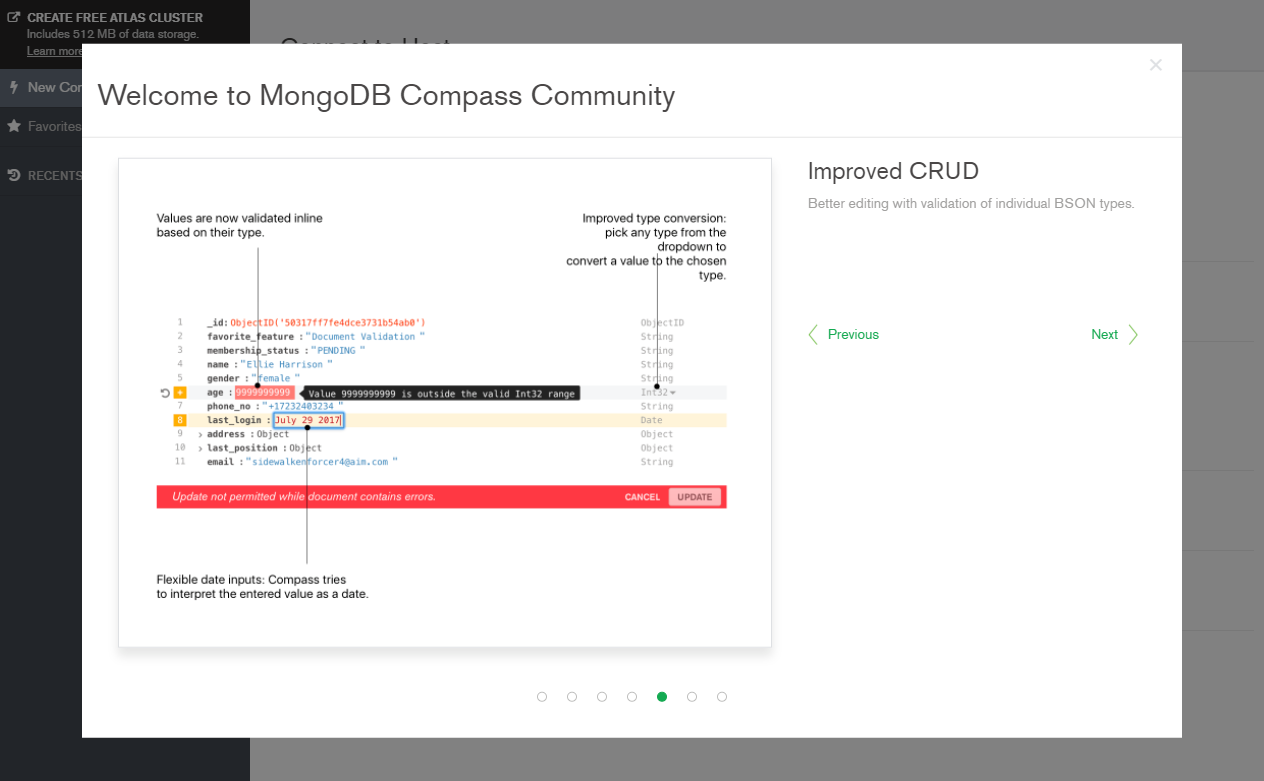 CREATE FREE ATLAS CLUSTER
Includes 512 MB of data storage.
Learn more
Connect to Host
New Con
Favorites
RECENTS
Welcome to MongoDB Compass Community
Values are now validated inline
based on their type.
Improved type conversion:
pick any type from the
dropdown to
convert a value to the chosen
type.
1 _id: ObjectID('50317ff7fe4dce3731b54ab0') ObjectID
2 favorite_feature : "Document Validation " String
3 membership_status : "PENDING " String
4 name : "Ellie Harrison " String
5 gender : "female " String
age : 9999999999 Value 9999999999 is outside the valid Int32 range Int32
7 phone_no : "+17232403234 " String
8 last_login : July 29 2017 Date
9 address : Object Object
10 last_position : Object Object
11 email : "sidewalkenforcer4@aim.com " String
Update not permitted while document contains errors. CANCEL UPDATE
Flexible date inputs: Compass tries
to interpret the entered value as a date.
Improved CRUD
Better editing with validation of individual BSON types.
Previous Next